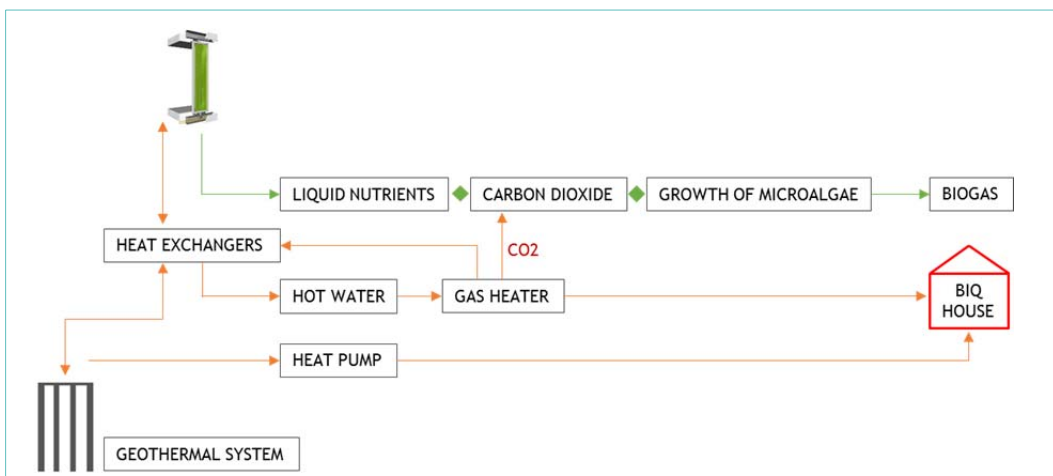 LIQUID NUTRIENTS
CARBON DIOXIDE
GROWTH OF MICROALGAE
BIOGAS
HEAT EXCHANGERS
CO2
HOT WATER
GAS HEATER
BIQ
HOUSE
HEAT PUMP
GEOTHERMAL SYSTEM